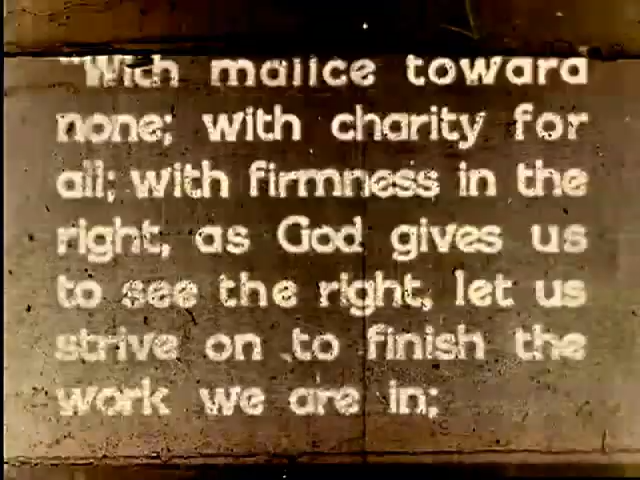 "With malice toward
none; with charity for
all; with firmness in the
right, as God gives us
to see the right, let us
strive on to finish the
work we are in;